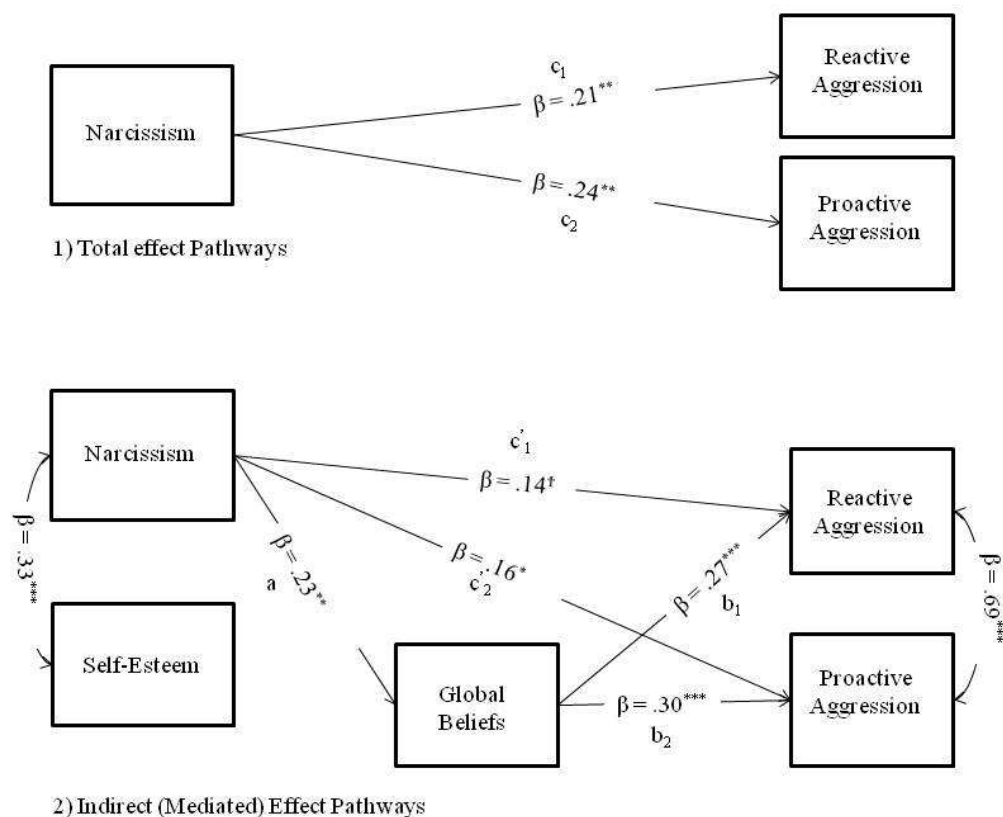 c1
Reactive
Aggression
β = .21**
Narcissism
β = .24**
c2
Proactive
Aggression
1) Total effect Pathways
Narcissism
c'1
β = .14†
Reactive
Aggression
β = .33***
β = .23**
a
β = .16*
c'2
β = .27***
b1
β = .69***
Self-Esteem
Global
Beliefs
β = .30***
b2
Proactive
Aggression
2) Indirect (Mediated) Effect Pathways